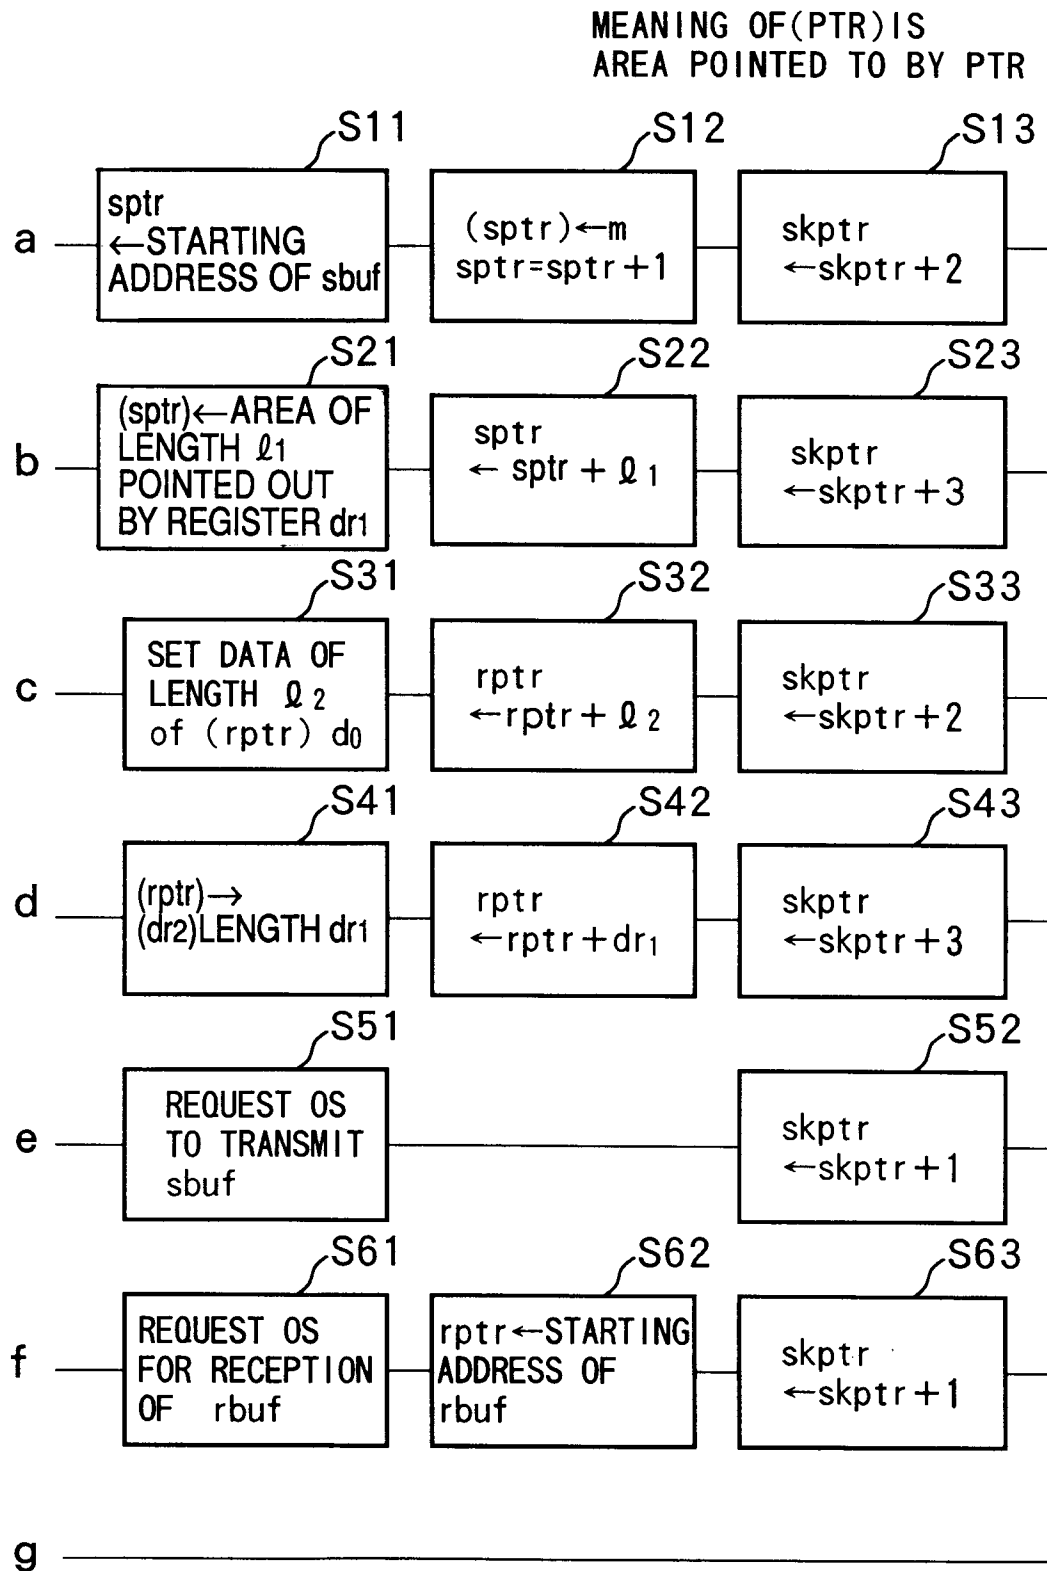 MEANING OF(PTR)IS
AREA POINTED TO BY PTR
S11
S12
S13
a
sptr
←STARTING
ADDRESS OF sbuf
(sptr)←m
sptr=sptr+1
skptr
←skptr+2
S21
S22
S23
b
(sptr)←AREA OF
LENGTH ℓ1
POINTED OUT
BY REGISTER dr1
sptr
← sptr + ℓ1
skptr
←skptr+3
S31
S32
S33
c
SET DATA OF
LENGTH ℓ2
of (rptr) d0
rptr
←rptr+ ℓ2
skptr
←skptr+2
S41
S42
S43
d
(rptr)→
(dr2)LENGTH dr1
rptr
←rptr+dr1
skptr
←skptr+3
S51
S52
e
REQUEST OS
TO TRANSMIT
sbuf
skptr
←skptr+1
S61
S62
S63
f
REQUEST OS
FOR RECEPTION
OF rbuf
rptr←STARTING
ADDRESS OF
rbuf
skptr
←skptr+1
g